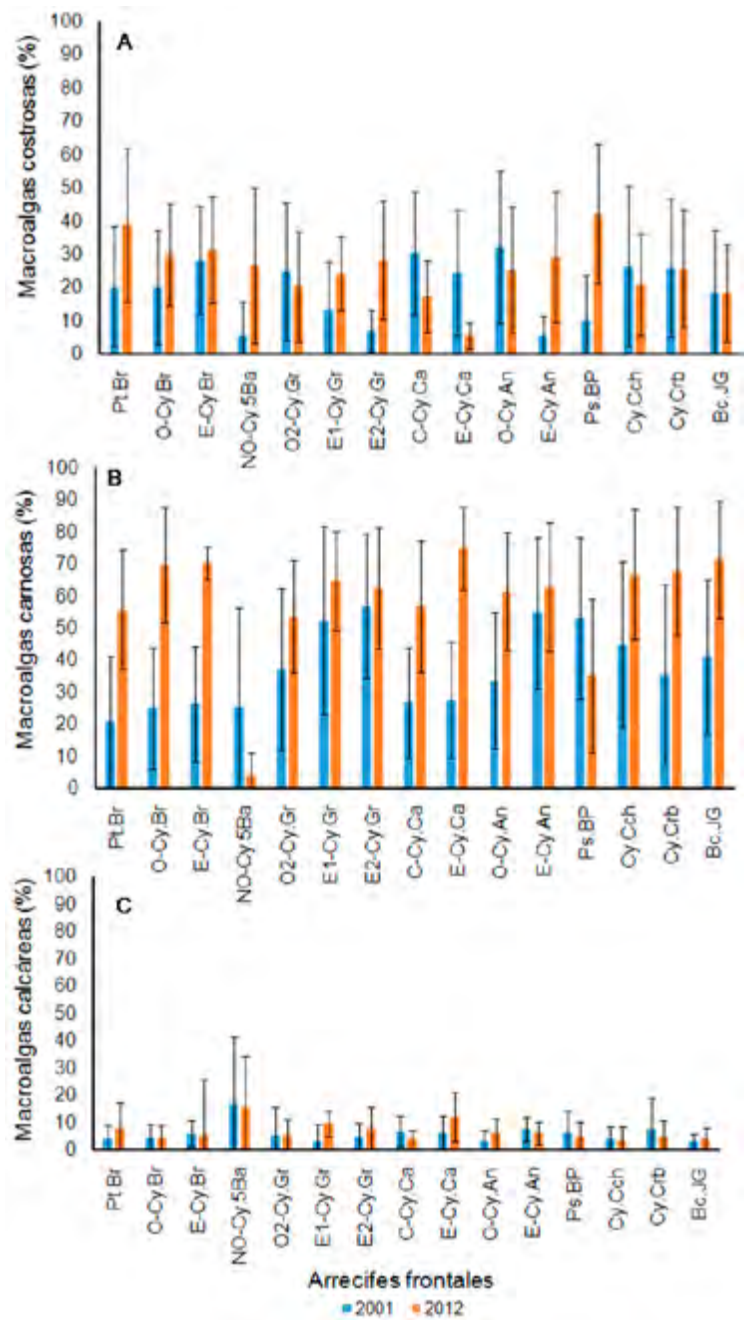 A
Macroalgas costrosas (%)
100
90
80
70
60
50
40
30
20
10
0
Pt.Br
O-Cy.Br
E-Cy.Br
NO-Cy.5Ba
O2-Cy.Gr
E1-Cy.Gr
E2-Cy.Gr
C-Cy.Ca
E-Cy.Ca
O-Cy.An
E-Cy.An
Ps.BP
Cy.Cch
Cy.Crb
Bc.JG
B
Macroalgas carnosas (%)
100
90
80
70
60
50
40
30
20
10
0
Pt.Br
O-Cy.Br
E-Cy.Br
NO-Cy.5Ba
O2-Cy.Gr
E1-Cy.Gr
E2-Cy.Gr
C-Cy.Ca
E-Cy.Ca
O-Cy.An
E-Cy.An
Ps.BP
Cy.Cch
Cy.Crb
Bc.JG
C
Macroalgas calcáreas (%)
100
90
80
70
60
50
40
30
20
10
0
Pt.Br
O-Cy.Br
E-Cy.Br
NO-Cy.5Ba
O2-Cy.Gr
E1-Cy.Gr
E2-Cy.Gr
C-Cy.Ca
E-Cy.Ca
O-Cy.An
E-Cy.An
Ps.BP
Cy.Cch
Cy.Crb
Bc.JG
Arrecifes frontales
2001 2012